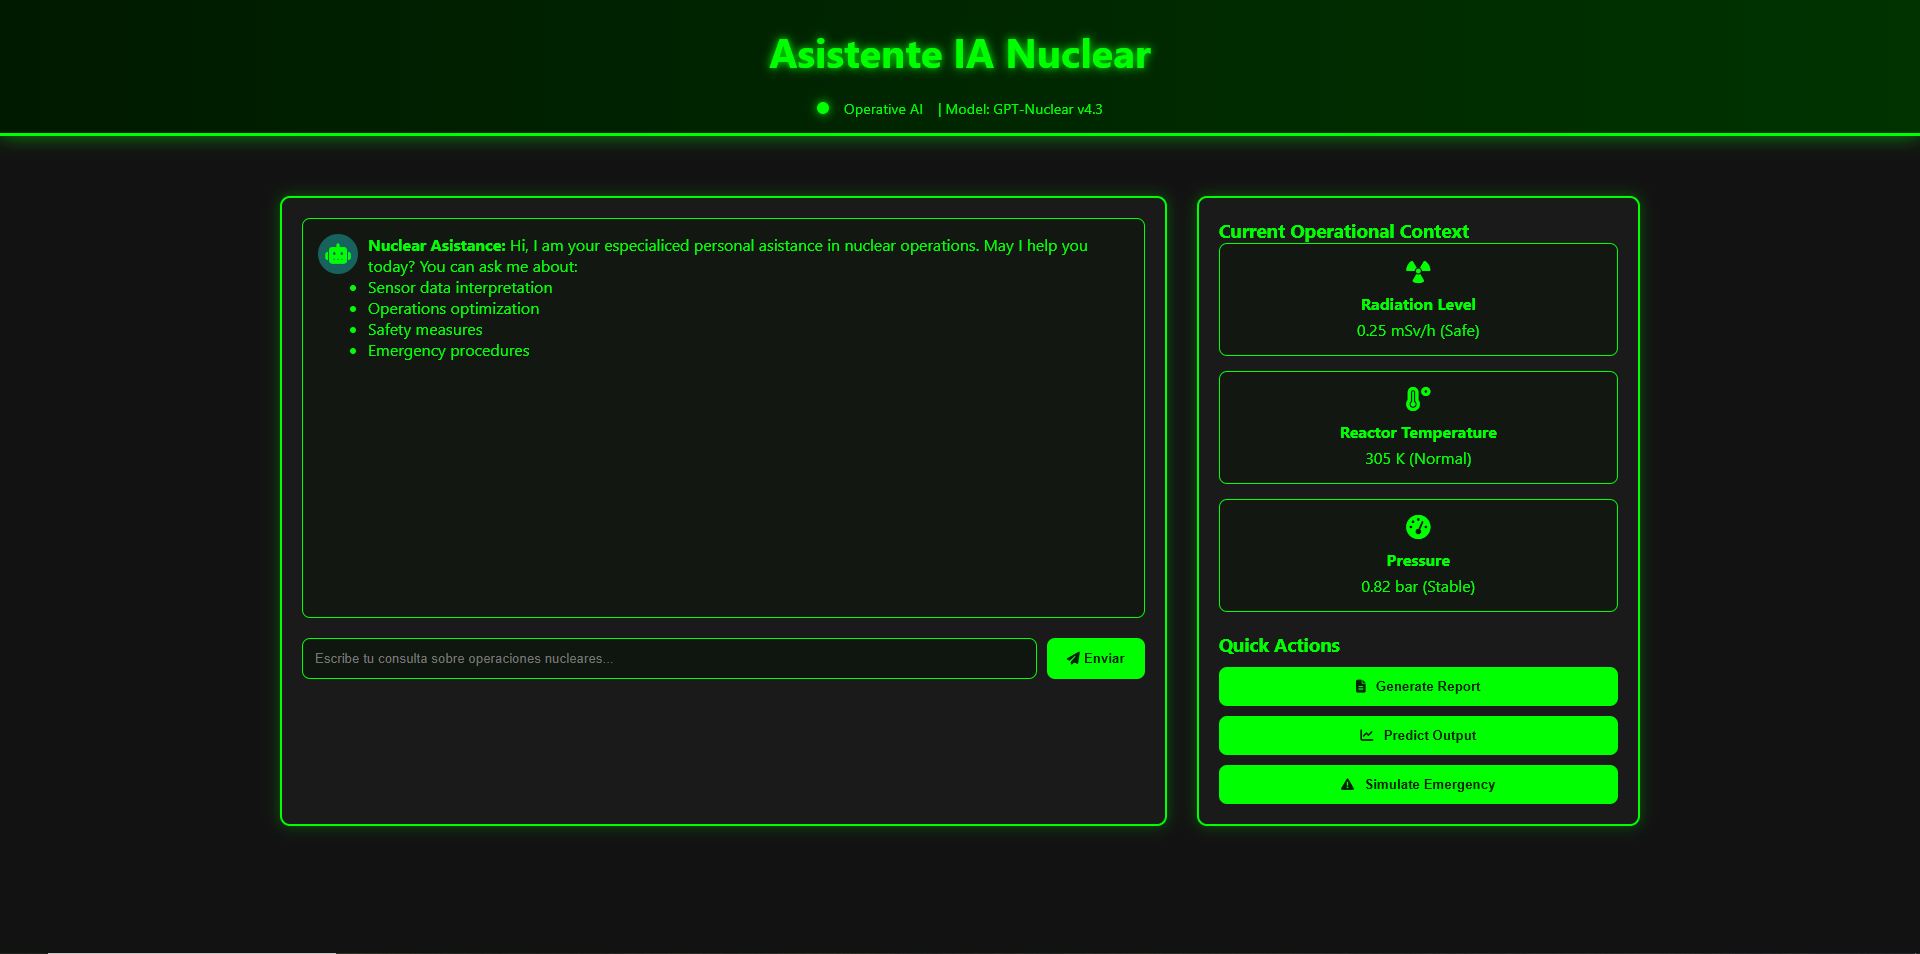 Asistente IA Nuclear
Operative AI | Model: GPT-Nuclear v4.3
Nuclear Asistance: Hi, I am your especialiced personal asistance in nuclear operations. May I help you
today? You can ask me about:
Sensor data interpretation
Operations optimization
Safety measures
Emergency procedures
Escribe tu consulta sobre operaciones nucleares...
Enviar
Current Operational Context
Radiation Level
0.25 mSv/h (Safe)
Reactor Temperature
305 K (Normal)
Pressure
0.82 bar (Stable)
Quick Actions
Generate Report
Predict Output
Simulate Emergency